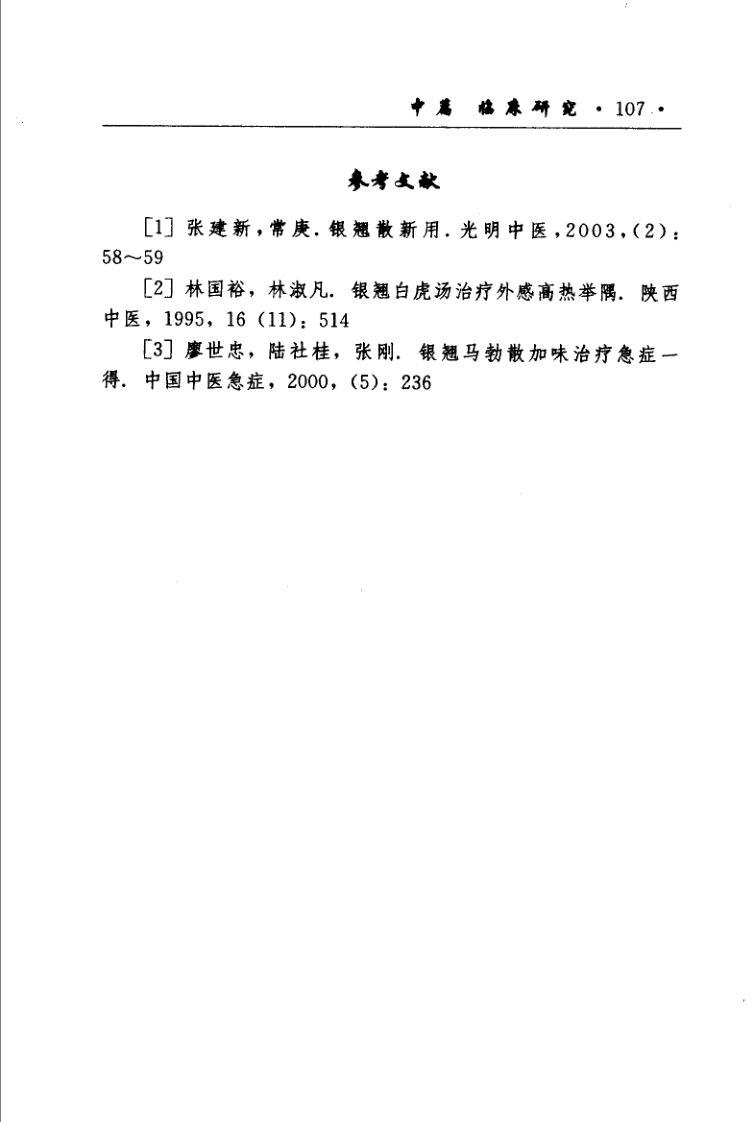 中篇 临床研究 · 107 ·
参考文献
[1] 张建新,常庚.银翘散新用.光明中医,2003,(2):
58～59
[2] 林国裕, 林淑凡. 银翘白虎汤治疗外感高热举隅. 陕西
中医, 1995, 16 (11): 514
[3] 廖世忠, 陆社桂, 张刚. 银翘马勃散加味治疗急症一
得. 中国中医急症, 2000, (5): 236